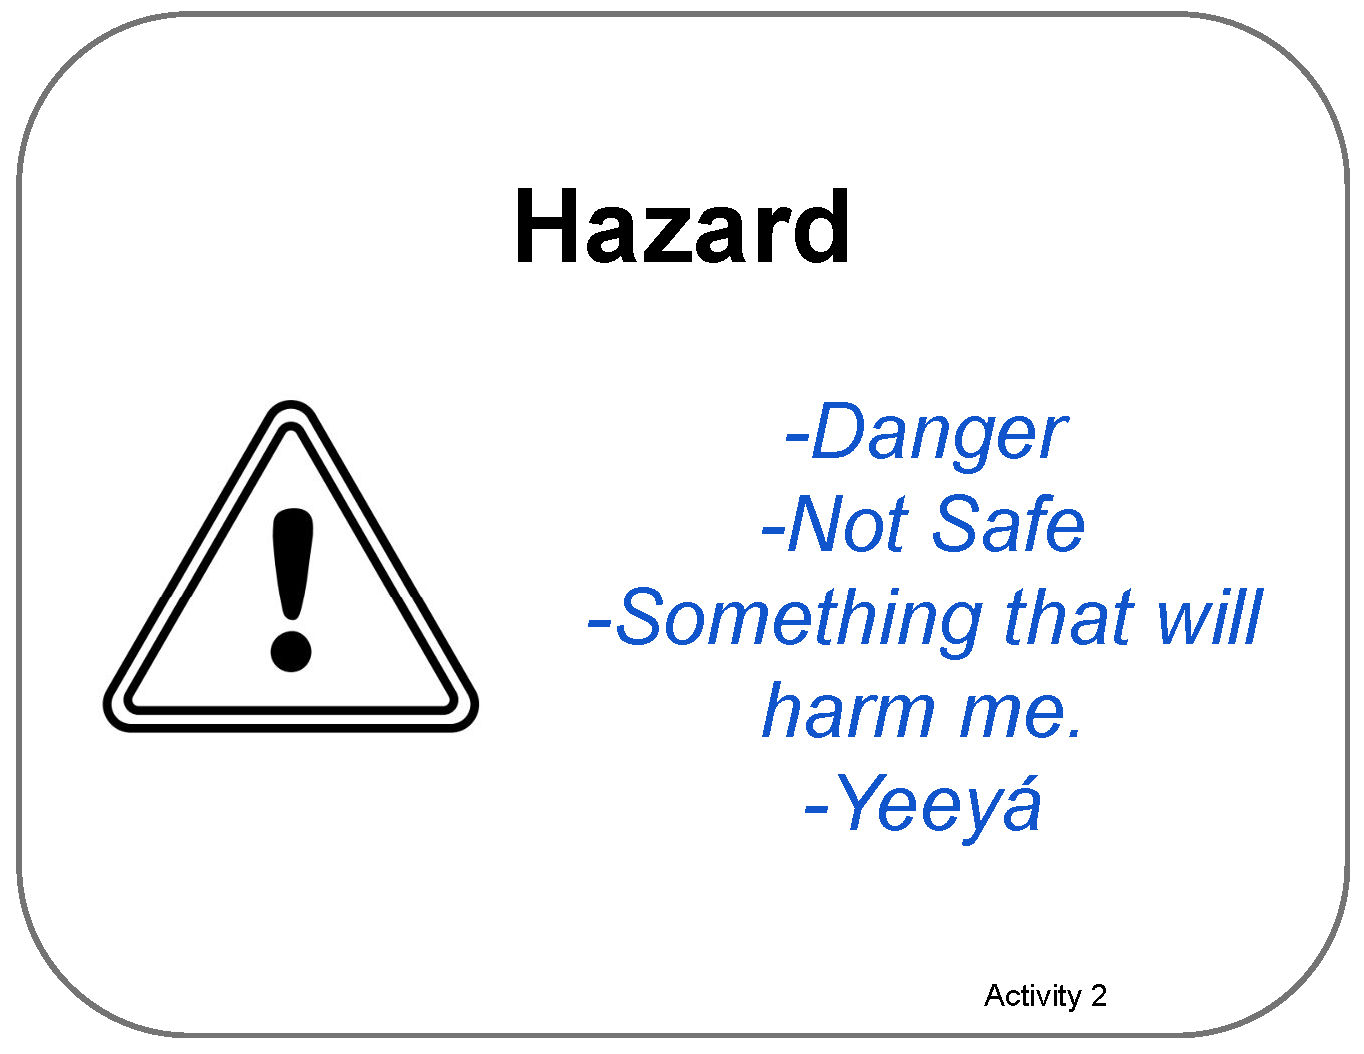 Hazard
-Danger
-Not Safe
-Something that will
harm me.
-Yeeyá
Activity 2